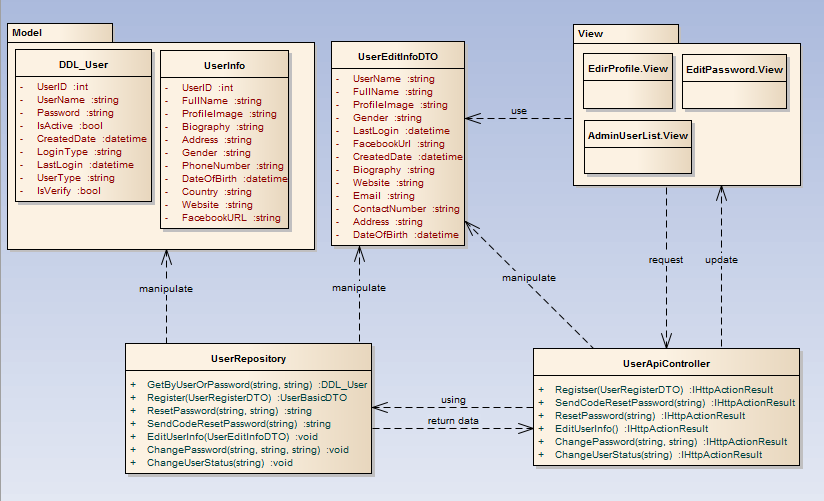 Model
DDL_User
- UserID :int
- UserName :string
- Password :string
- IsActive :bool
- CreatedDate :datetime
- LoginType :string
- LastLogin :datetime
- UserType :string
- IsVerify :bool
UserInfo
- UserID :int
- FullName :string
- ProfileImage :string
- Biography :string
- Address :string
- Gender :string
- PhoneNumber :string
- DateOfBirth :datetime
- Country :string
- Website :string
- FacebookURL :string
UserEditInfoDTO
- UserName :string
- FullName :string
- ProfileImage :string
- Gender :string
- LastLogin :datetime
- FacebookUrl :string
- CreatedDate :datetime
- Biography :string
- Website :string
- Email :string
- ContactNumber :string
- Address :string
- DateOfBirth :datetime
use
View
EdirProfile.View
EditPassword.View
AdminUserList.View
manipulate
manipulate
manipulate
request
update
UserRepository
+ GetByUserOrPassword(string, string) :DDL_User
+ Register(UserRegisterDTO) :UserBasicDTO
+ ResetPassword(string, string) :string
+ SendCodeResetPassword(string) :string
+ EditUserInfo(UserEditInfoDTO) :void
+ ChangePassword(string, string, string) :void
+ ChangeUserStatus(string) :void
using
return data
UserApiController
+ Registser(UserRegisterDTO) :IHttpActionResult
+ SendCodeResetPassword(string) :IHttpActionResult
+ ResetPassword(string) :IHttpActionResult
+ EditUserInfo() :IHttpActionResult
+ ChangePassword(string, string) :IHttpActionResult
+ ChangeUserStatus(string) :IHttpActionResult